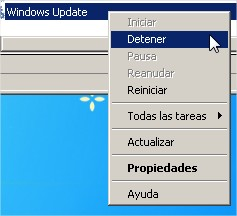 Windows Update
Iniciar
Detener
Pausa
Reanudar
Reiniciar
Todas las tareas
Actualizar
Propiedades
Ayuda